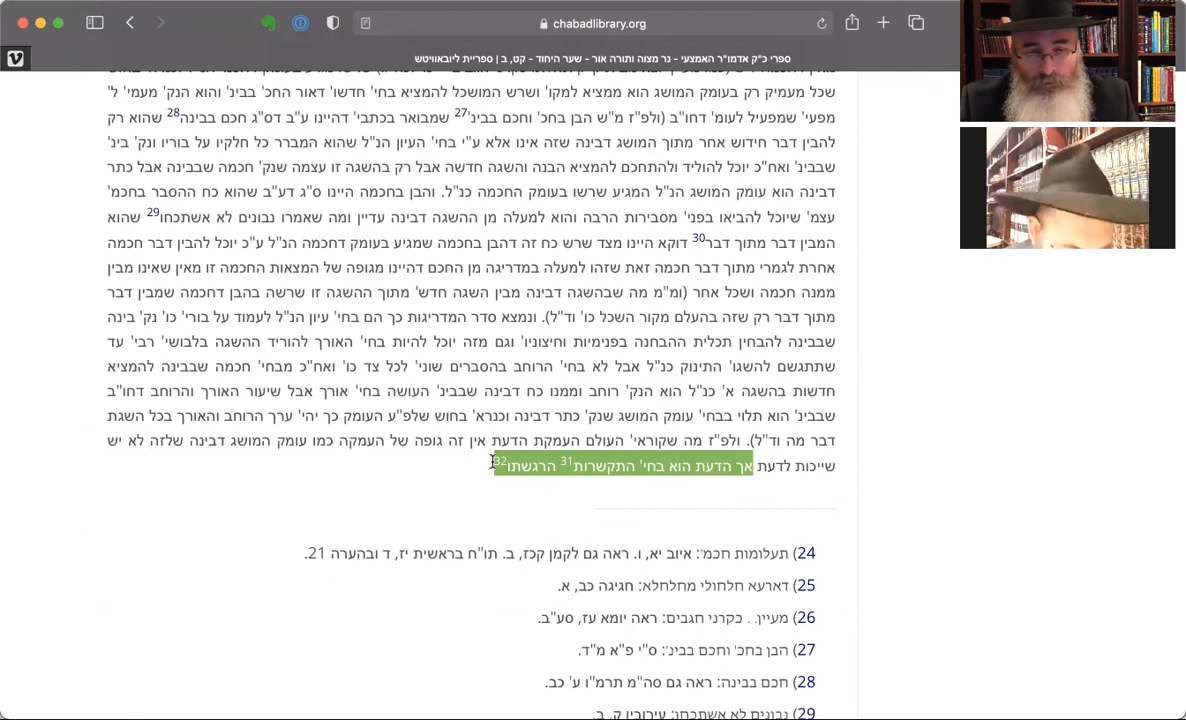 chabadlibrary.org
ספרי כ"ק אדמו"ר האמצעי - נר מצוה ותורה אור - שער היחוד - קט, ב | ספריית ליובאוויטש
שכל מעמיק רק בעומק המושג הוא ממציא למקו' ושרש המושכל להמציא בחי' חדשו' דאור החכ' בבינ' והוא הנק' מעמי' ל'
מפעי' שמפעיל לעומ' דחו"ב (ולפ"ז מ"ש הבן בחכ' וחכם בבינ'27 שמבואר בכתבי' דהיינו ע"ב דס"ג חכם בבינה28 שהוא רק
להבין דבר חידוש אחר מתוך המושג דבינה שזה אינו אלא ע"י בחי' העיון הנ"ל שהוא המברר כל חלקיו על בוריו ונק' בינ'
שבבינ' ואח"כ יוכל להוליד ולהתחכם להמציא הבנה והשגה חדשה אבל רק בהשגה זו עצמה שנק' חכמה שבבינה אבל כתר
דבינה הוא עומק המושג הנ"ל המגיע שרשו בעומק החכמה כנ"ל. והבן בחכמה היינו ס"ג דע"ב שהוא כח ההסבר בחכמ'
עצמ' שיוכל להביאו בפני' מסבירות הרבה והוא למעלה מן ההשגה דבינה עדיין ומה שאמרו נבונים לא אשתכחו29 שהוא
המבין דבר מתוך דבר30 דוקא היינו מצד שרש כח זה דהבן בחכמה שמגיע בעומק דחכמה הנ"ל ע"כ יוכל להבין דבר חכמה
אחרת לגמרי מתוך דבר חכמה זאת שזהו למעלה במדריגה מן החכם דהיינו מגופה של המצאות החכמה זו מאין שאינו מבין
ממנה חכמה ושכל אחר (ומ"מ מה שבהשגה דבינה מבין השגה חדש' מתוך ההשגה זו שרשה בהבן דחכמה שמבין דבר
מתוך דבר רק שזה בהעלם מקור השכל כו' וד"ל). ונמצא סדר המדריגות כך הם בחי' עיון הנ"ל לעמוד על בורי' כו' נק' בינה
שבבינה להבחין תכלית ההבחנה בפנימיות וחיצוניו' וגם מזה יוכל להיות בחי' האורך להוריד ההשגה בלבושי' רבי' עד
שתתגשם להשגו' התינוק כנ"ל אבל לא בחי' הרוחב בהסברים שוני' לכל צד כו' ואח"כ מבחי' חכמה שבבינה להמציא
חדשות בהשגה א' כנ"ל הוא הנק' רוחב וממנו כח דבינה שבבינ' העושה בחי' אורך אבל שיעור האורך והרוחב דחו"ב
שבבינ' הוא תלוי בבחי' עומק המושג שנק' כתר דבינה וכנרא' בחוש שלפ"ע העומק כך יהי' ערך הרוחב והאורך בכל השגת
דבר מה וד"ל). ולפ"ז מה שקוראי' העולם העמקת הדעת אין זה גופה של העמקה כמו עומק המושג דבינה שלזה לא יש
שייכות לדעת אך הדעת הוא בחי' התקשרות31 הרגשתו32
24) תעלומות חכמ': איוב יא, ו. ראה גם לקמן קכז, ב. תו"ח בראשית יז, ד ובהערה 21.
25) דארעא חלחולי מחלחלא: חגיגה כב, א.
26) מעיין. . כקרני חגבים: ראה יומא עז, סע"ב.
27) הבן בחכ' וחכם בבינ': ס"י פ"א מ"ד.
28) חכם בבינה: ראה גם סה"מ תרמ"ו ע' כב.
29) נבונים לא אשתכחו: עירובין ק, ב.